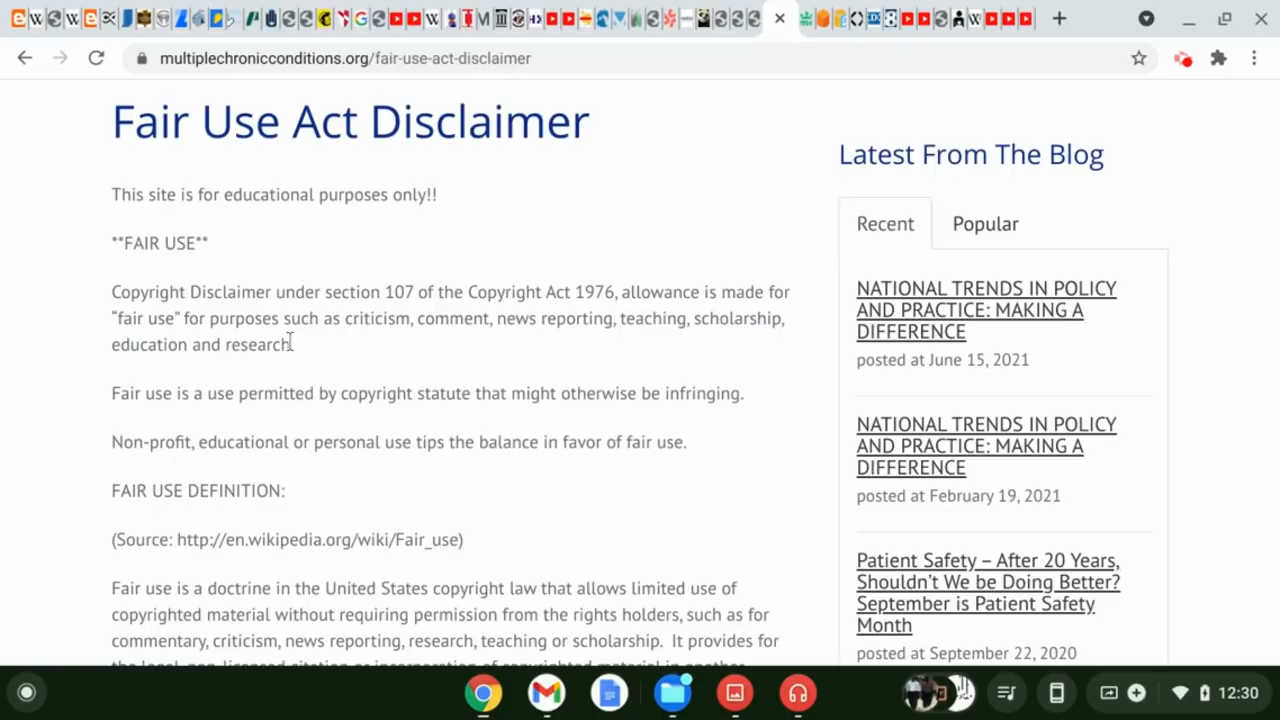 multiplechronicconditions.org/fair-use-act-disclaimer
Fair Use Act Disclaimer
This site is for educational purposes only!!
**FAIR USE**
Copyright Disclaimer under section 107 of the Copyright Act 1976, allowance is made for
“fair use” for purposes such as criticism, comment, news reporting, teaching, scholarship,
education and research.
Fair use is a use permitted by copyright statute that might otherwise be infringing.
Non-profit, educational or personal use tips the balance in favor of fair use.
FAIR USE DEFINITION:
(Source: http://en.wikipedia.org/wiki/Fair_use)
Fair use is a doctrine in the United States copyright law that allows limited use of
copyrighted material without requiring permission from the rights holders, such as for
commentary, criticism, news reporting, research, teaching or scholarship.  It provides for
Latest From The Blog
Recent
Popular
NATIONAL TRENDS IN POLICY
AND PRACTICE: MAKING A
DIFFERENCE
posted at June 15, 2021
NATIONAL TRENDS IN POLICY
AND PRACTICE: MAKING A
DIFFERENCE
posted at February 19, 2021
Patient Safety – After 20 Years,
Shouldn’t We be Doing Better?
September is Patient Safety
Month
posted at September 22, 2020
12:30